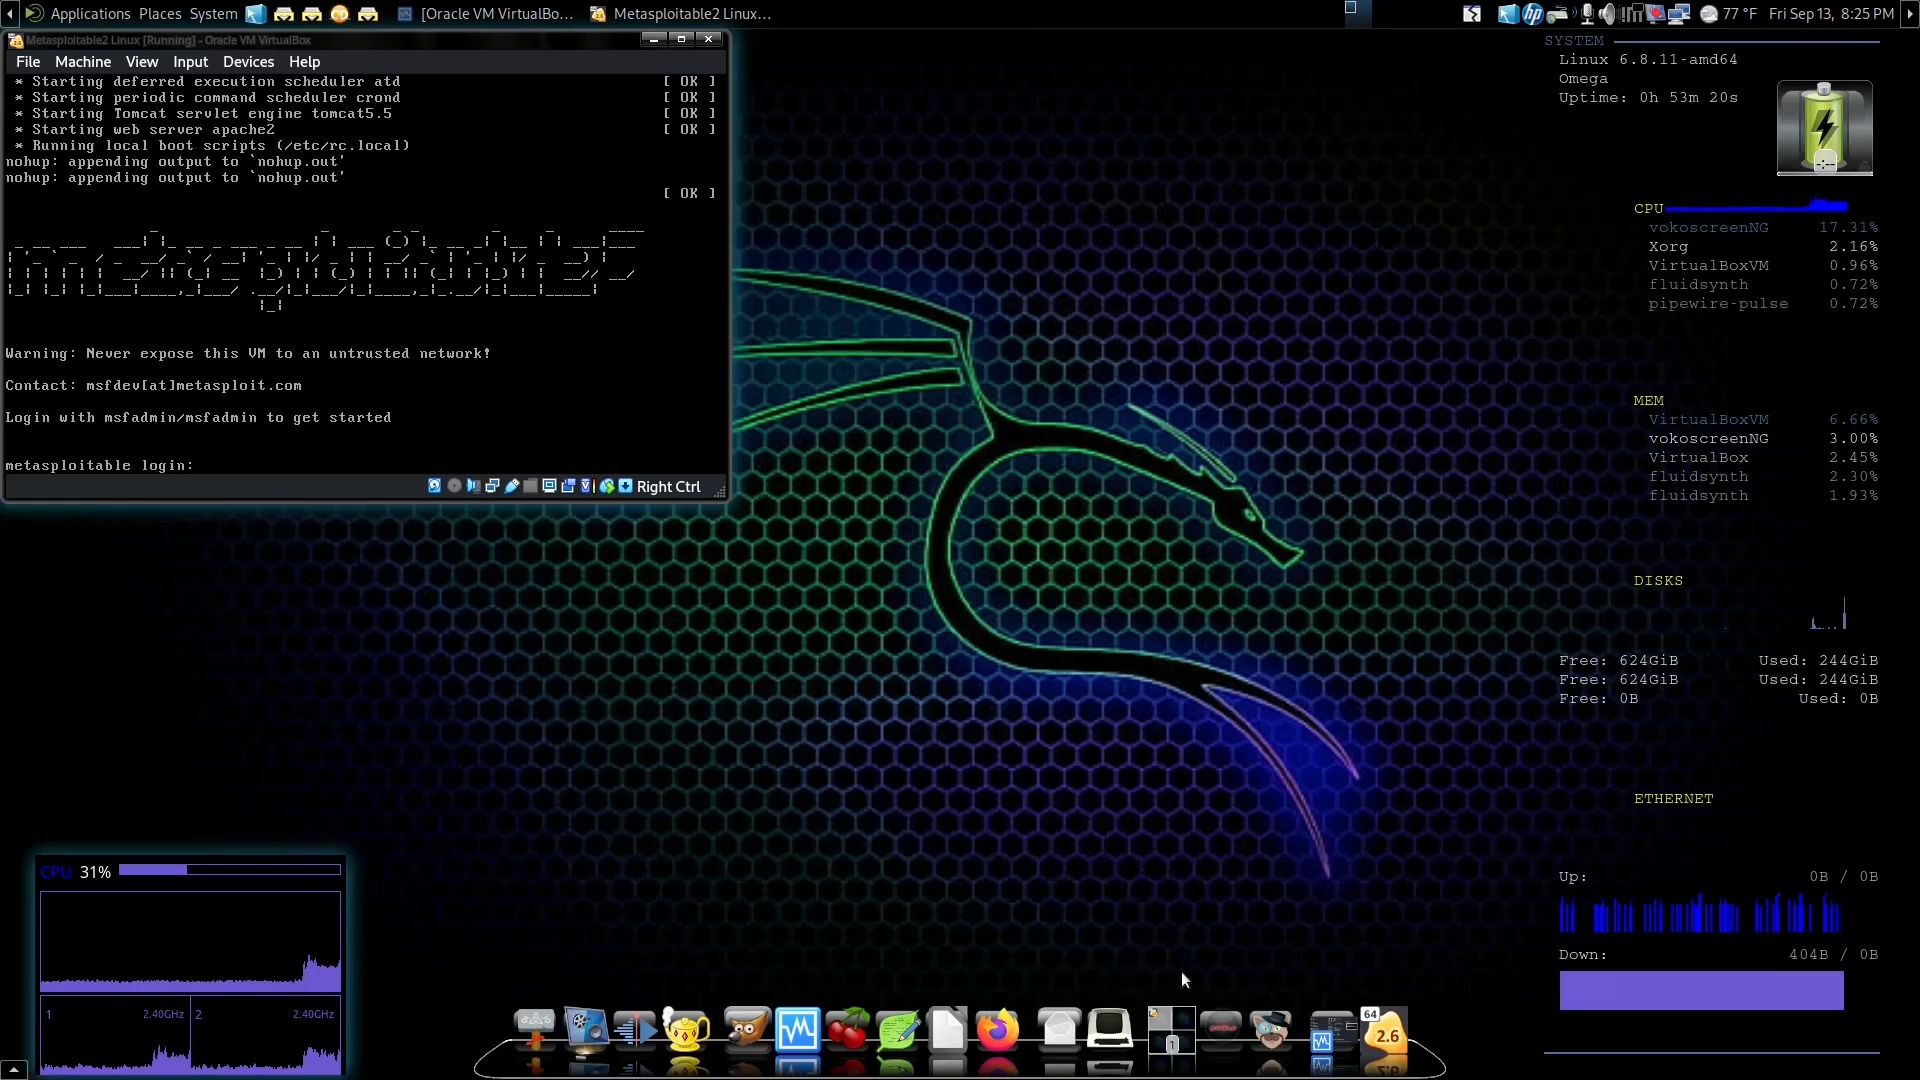 Applications Places System [Oracle VM VirtualBo... Metasploitable2 Linux... 77 °F Fri Sep 13, 8:25 PM
Metasploitable2 Linux [Running] - Oracle VM VirtualBox
File Machine View Input Devices Help
* Starting deferred execution scheduler atd [ OK ]
* Starting periodic command scheduler crond [ OK ]
* Starting Tomcat servlet engine tomcat5.5 [ OK ]
* Starting web server apache2 [ OK ]
* Running local boot scripts (/etc/rc.local)
nohup: appending output to `nohup.out'
nohup: appending output to `nohup.out'
[ OK ]
metasploitable2
Warning: Never expose this VM to an untrusted network!
Contact: msfdev[at]metasploit.com
Login with msfadmin/msfadmin to get started
metasploitable login:
Right Ctrl
SYSTEM
Linux 6.8.11-amd64
Omega
Uptime: 0h 53m 20s
CPU
vokoscreenNG 17.31%
Xorg 2.16%
VirtualBoxVM 0.96%
fluidsynth 0.72%
pipewire-pulse 0.72%
MEM
VirtualBoxVM 6.66%
vokoscreenNG 3.00%
VirtualBox 2.45%
fluidsynth 2.30%
fluidsynth 1.93%
DISKS
Free: 624GiB Used: 244GiB
Free: 624GiB Used: 244GiB
Free: 0B Used: 0B
ETHERNET
Up: 0B / 0B
Down: 404B / 0B
CPU 31%
1 2.40GHz 2 2.40GHz
1
64
2.6